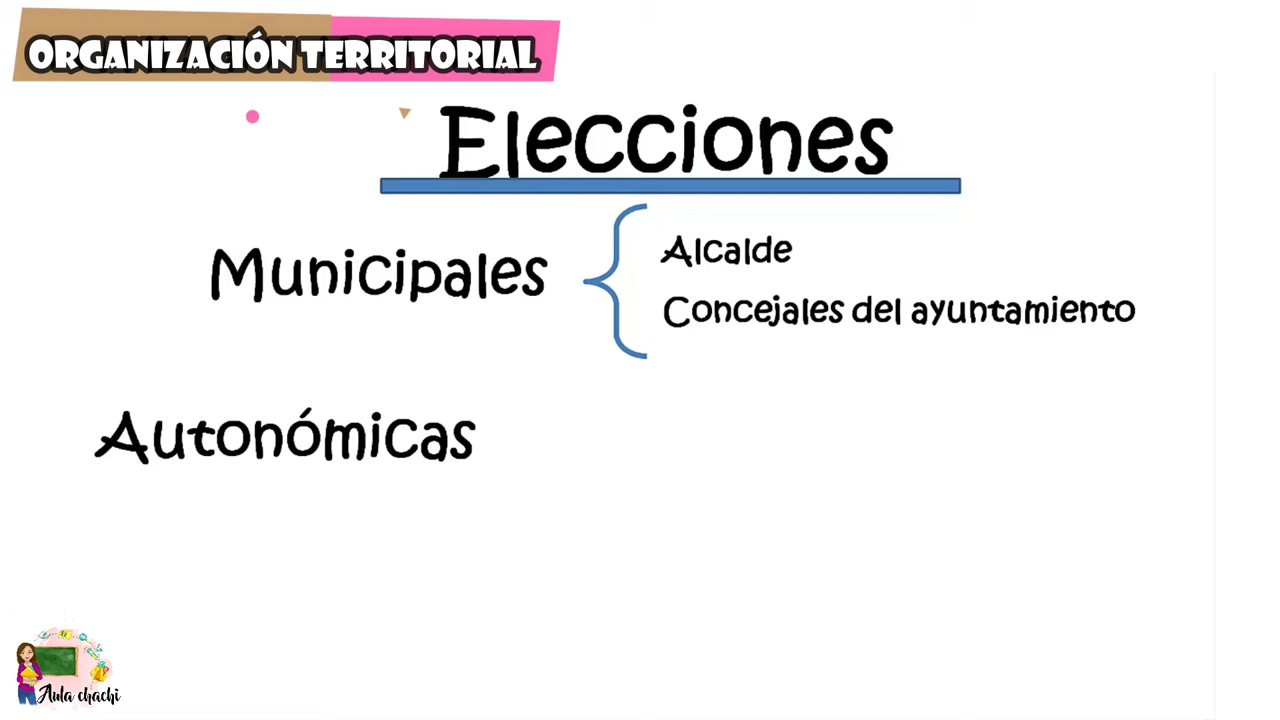 ORGANIZACIÓN TERRITORIAL
Elecciones
Municipales
Alcalde
Concejales del ayuntamiento
Autonómicas
Aula chachi